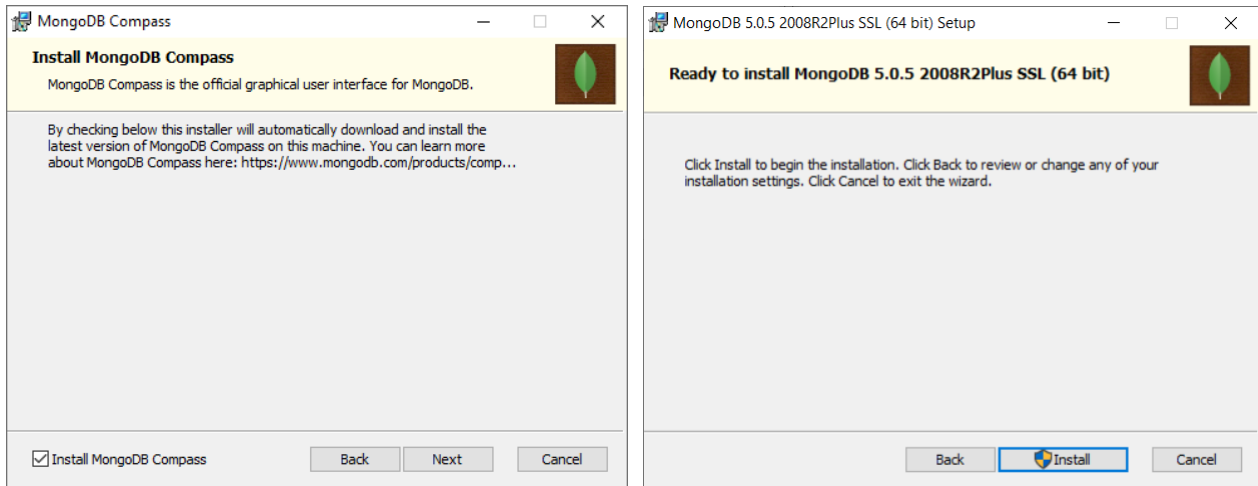 MongoDB Compass
Install MongoDB Compass
MongoDB Compass is the official graphical user interface for MongoDB.
By checking below this installer will automatically download and install the
latest version of MongoDB Compass on this machine. You can learn more
about MongoDB Compass here: https://www.mongodb.com/products/comp...
Install MongoDB Compass
Back
Next
Cancel
MongoDB 5.0.5 2008R2Plus SSL (64 bit) Setup
Ready to install MongoDB 5.0.5 2008R2Plus SSL (64 bit)
Click Install to begin the installation. Click Back to review or change any of your
installation settings. Click Cancel to exit the wizard.
Back
Install
Cancel